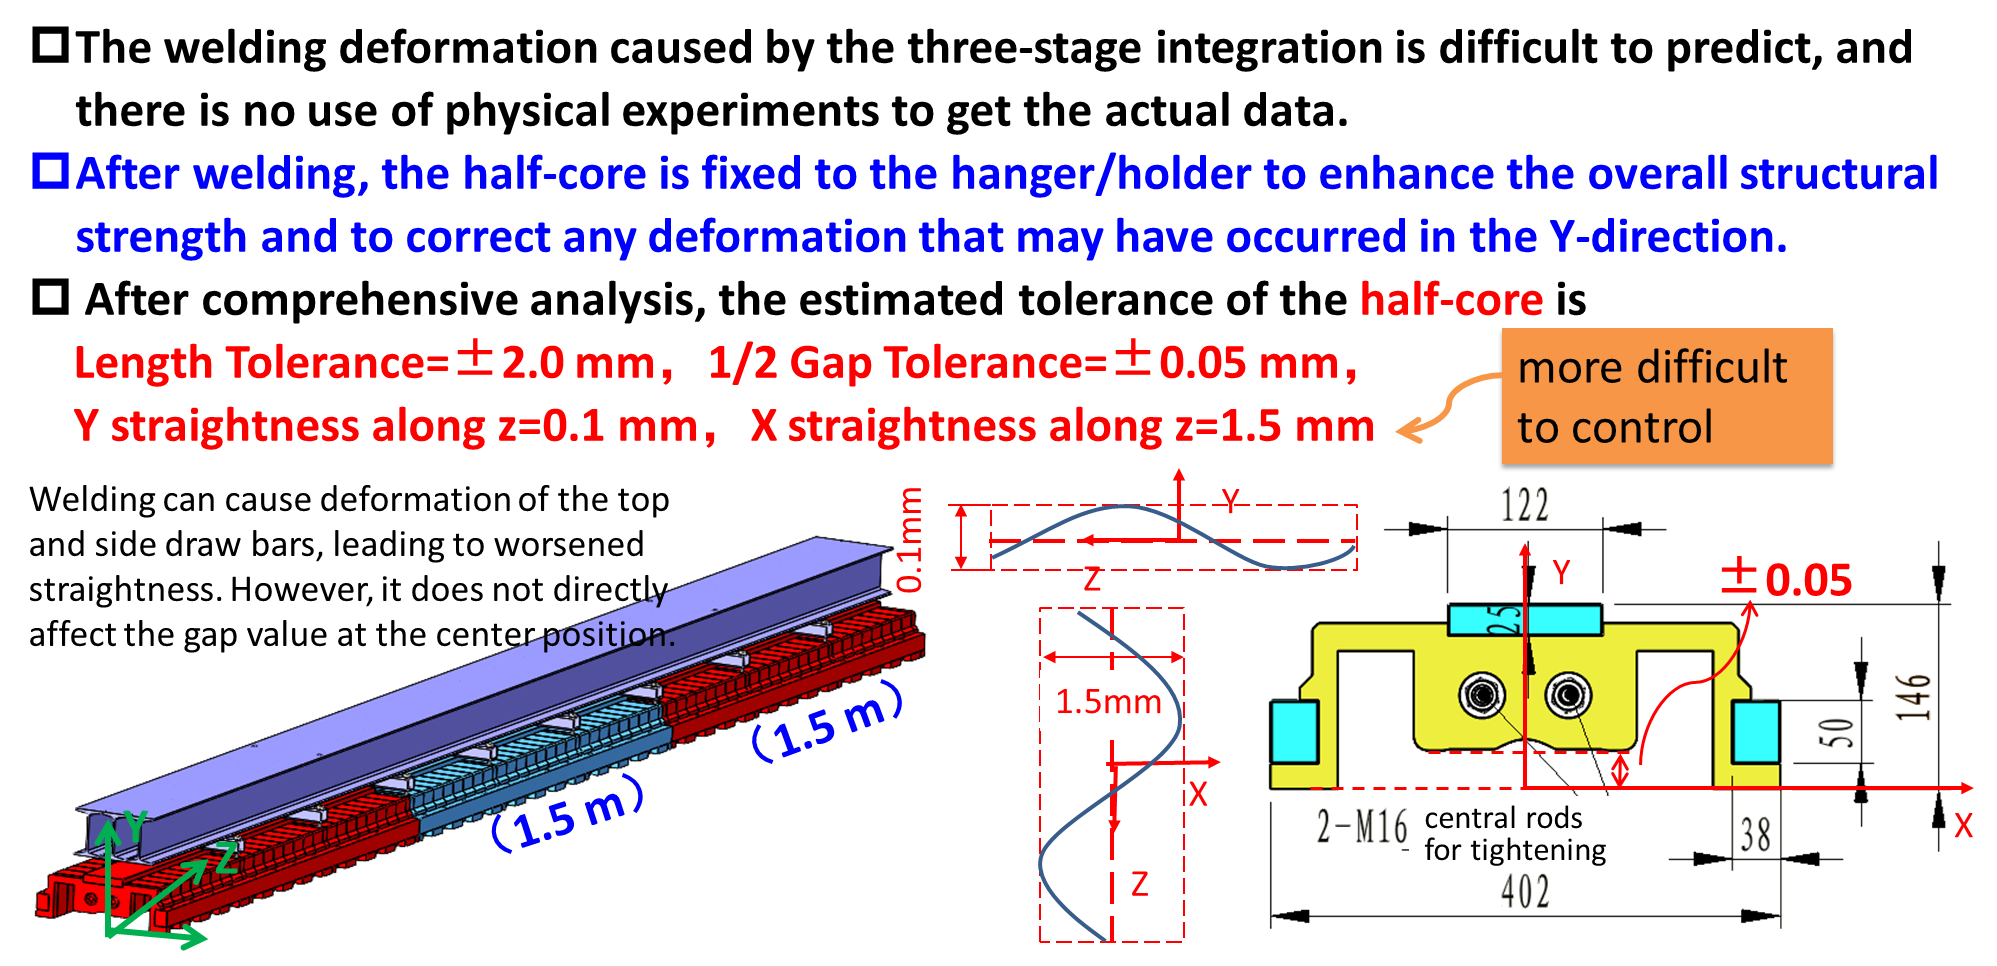 The welding deformation caused by the three-stage integration is difficult to predict, and
there is no use of physical experiments to get the actual data.
After welding, the half-core is fixed to the hanger/holder to enhance the overall structural
strength and to correct any deformation that may have occurred in the Y-direction.
After comprehensive analysis, the estimated tolerance of the half-core is
Length Tolerance=±2.0 mm，1/2 Gap Tolerance=±0.05 mm，
Y straightness along z=0.1 mm，X straightness along z=1.5 mm
more difficult
to control
Welding can cause deformation of the top
and side draw bars, leading to worsened
straightness. However, it does not directly
affect the gap value at the center position.
（1.5 m）
（1.5 m）
Y
Z
0.1mm
Y
Z
1.5mm
X
Z
122
Y
±0.05
25
146
50
2-M16
central rods
for tightening
38
X
402